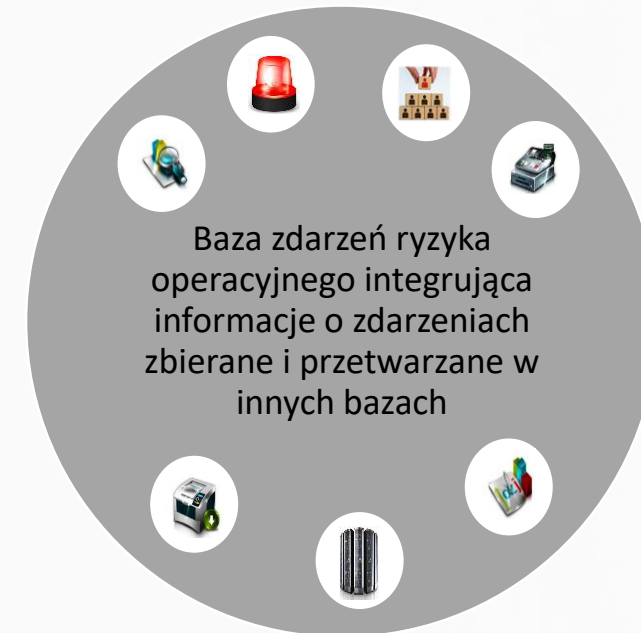 Baza zdarzeń ryzyka
operacyjnego integrująca
informacje o zdarzeniach
zbierane i przetwarzane w
innych bazach